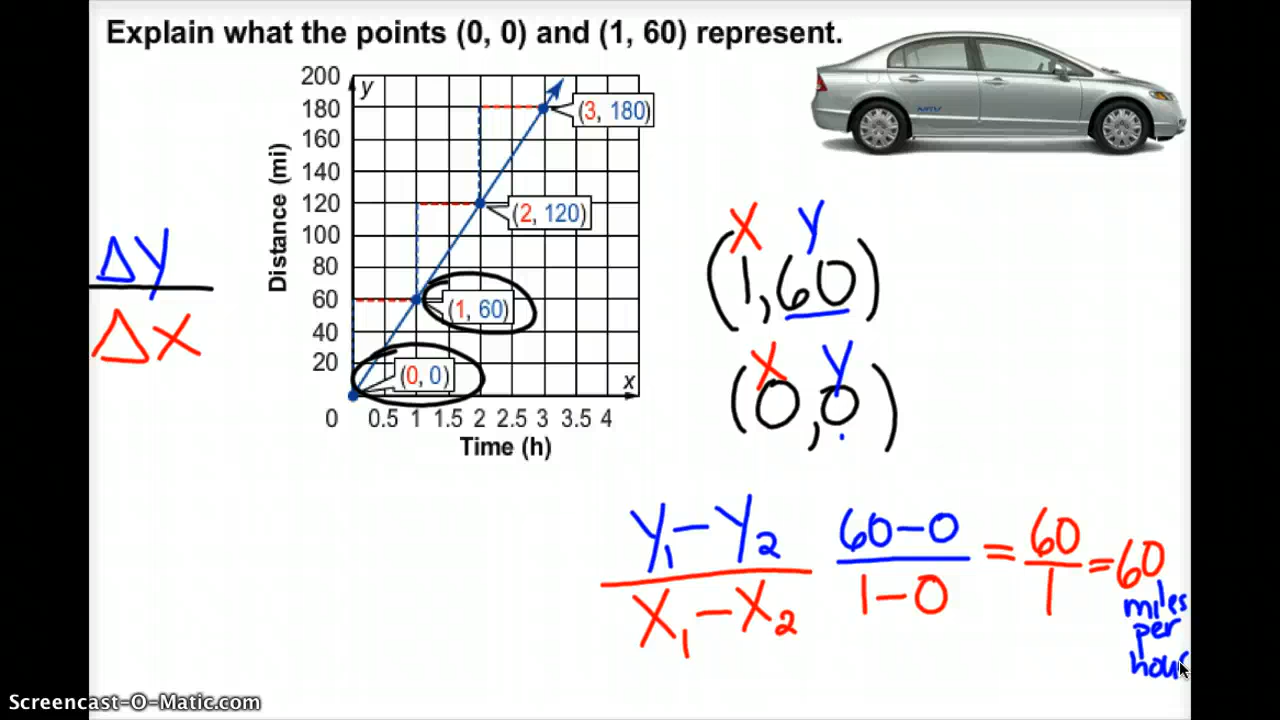 Explain what the points (0, 0) and (1, 60) represent.
y
200
180
160
140
120
100
80
60
40
20
0
0.5 1 1.5 2 2.5 3 3.5 4
x
Distance (mi)
Time (h)
(3, 180)
(2, 120)
(1, 60)
(0, 0)
Δy
Δx
x y
(1, 60)
x y
(0, 0)
y₁ - y₂
x₁ - x₂
60 - 0
1 - 0
= 60
1
= 60
miles
per
hour
Screencast-O-Matic.com